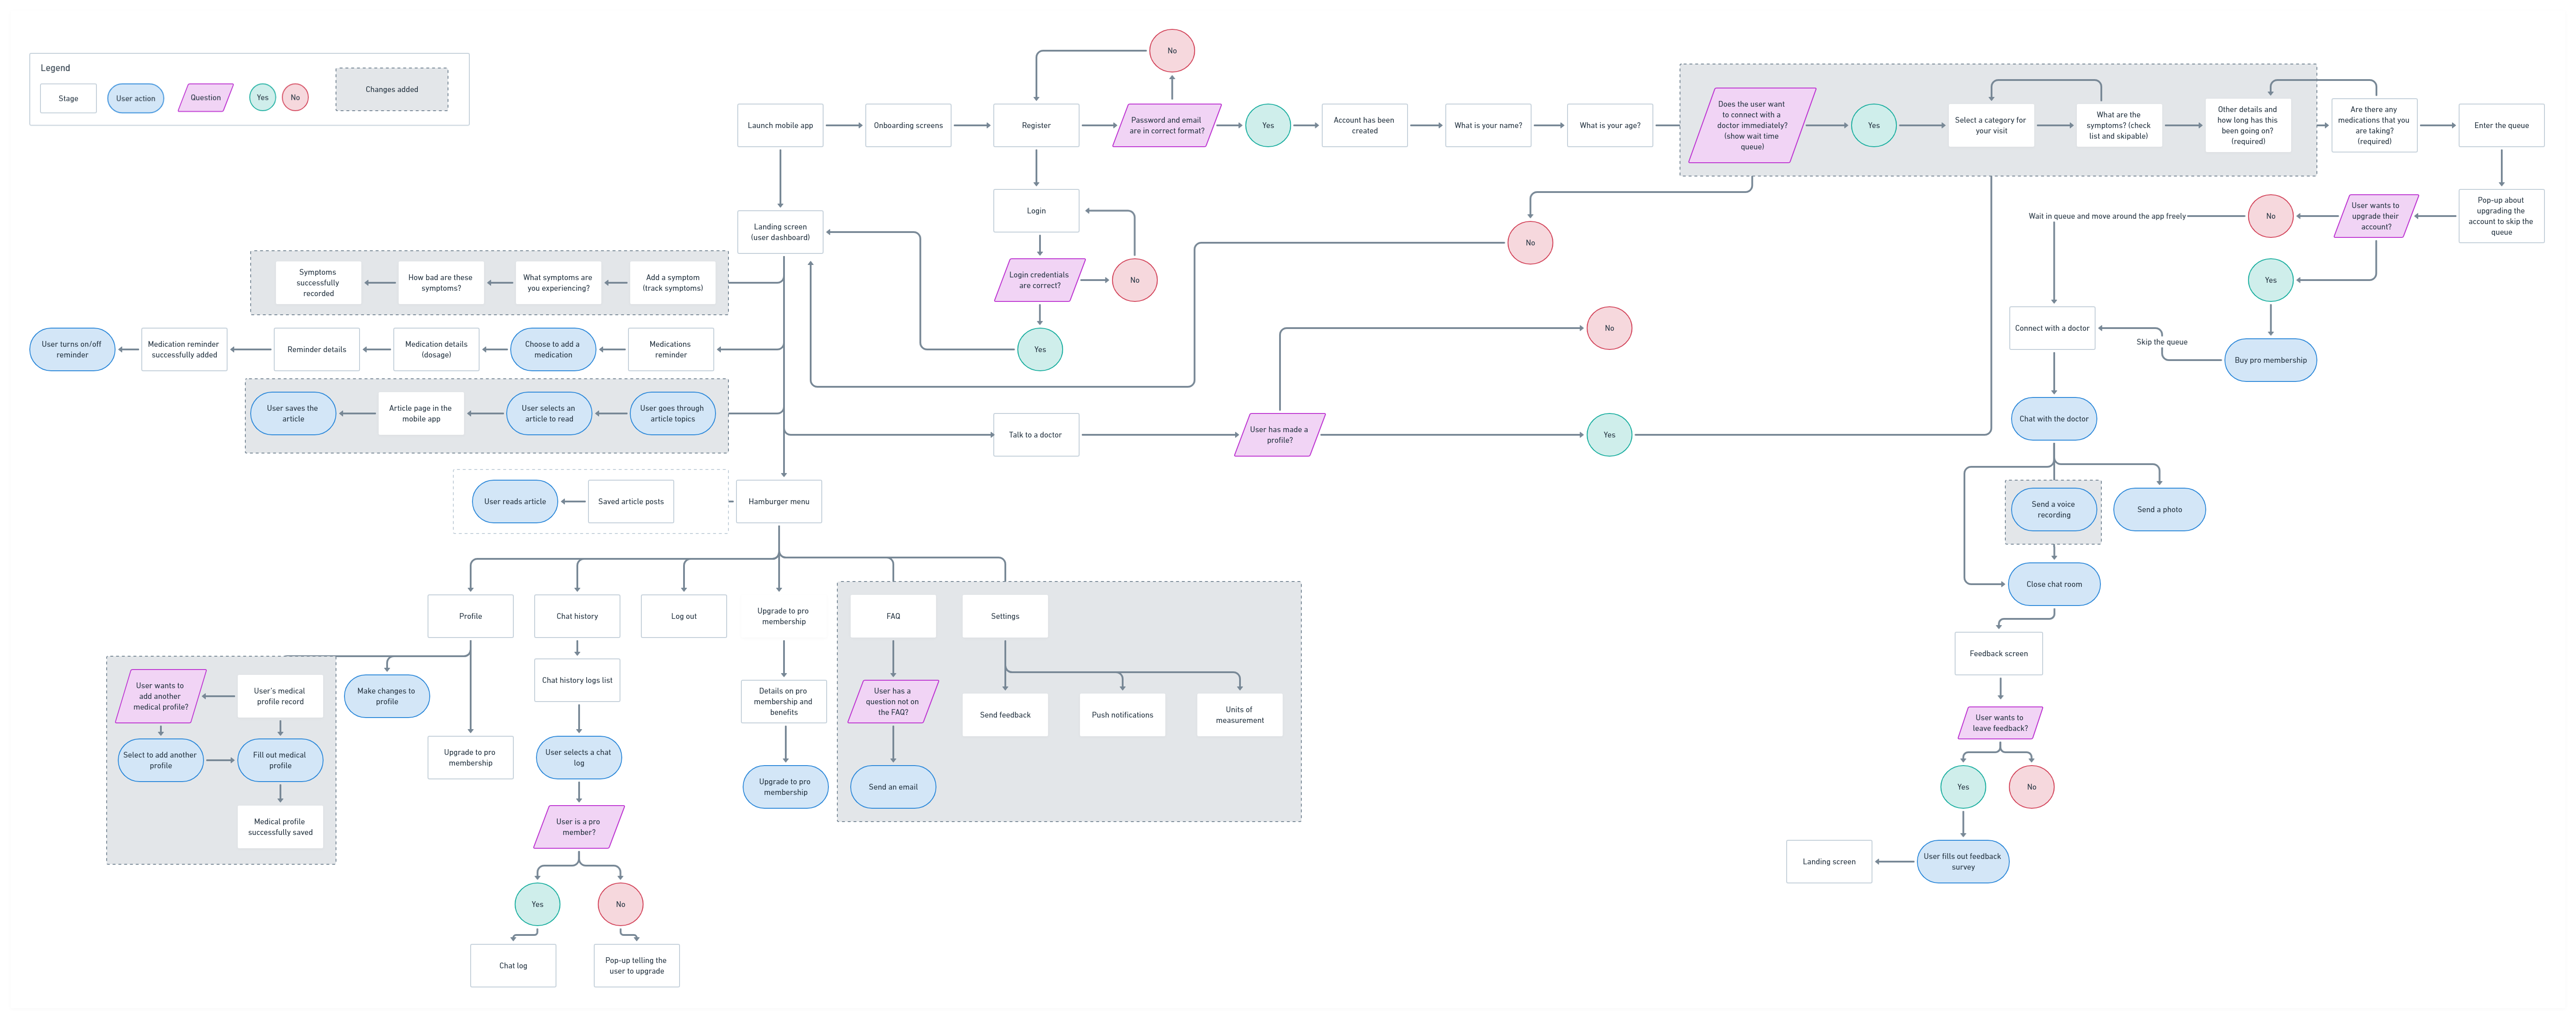 Legend
Stage
User action
Question
Yes
No
Changes added
No
Launch mobile app
Onboarding screens
Register
Password and email
are in correct format?
Yes
Account has been
created
What is your name?
What is your age?
Does the user want
to connect with a
doctor immediately?
(show wait time
queue)
Yes
Select a category for
your visit
What are the
symptoms? (check
list and skipable)
Other details and
how long has this
been going on?
(required)
Are there any
medications that you
are taking?
(required)
Enter the queue
Landing screen
(user dashboard)
Login
No
Wait in queue and move around the app freely
No
User wants to
upgrade their
account?
Pop-up about
upgrading the
account to skip the
queue
Symptoms
successfully
recorded
How bad are these
symptoms?
What symptoms are
you experiencing?
Add a symptom
(track symptoms)
Login credentials
are correct?
No
Yes
User turns on/off
reminder
Medication reminder
successfully added
Reminder details
Medication details
(dosage)
Choose to add a
medication
Medications
reminder
Yes
No
Connect with a doctor
Skip the queue
Buy pro membership
User saves the
article
Article page in the
mobile app
User selects an
article to read
User goes through
article topics
Talk to a doctor
User has made a
profile?
Yes
Chat with the doctor
User reads article
Saved article posts
Hamburger menu
Send a voice
recording
Send a photo
Close chat room
Profile
Chat history
Log out
Upgrade to pro
membership
FAQ
Settings
Feedback screen
User wants to
add another
medical profile?
User's medical
profile record
Make changes to
profile
Chat history logs list
Details on pro
membership and
benefits
User has a
question not on
the FAQ?
Send feedback
Push notifications
Units of
measurement
User wants to
leave feedback?
Select to add another
profile
Fill out medical
profile
Upgrade to pro
membership
User selects a chat
log
Upgrade to pro
membership
Send an email
Yes
No
Medical profile
successfully saved
User is a pro
member?
Landing screen
User fills out feedback
survey
Yes
No
Chat log
Pop-up telling the
user to upgrade